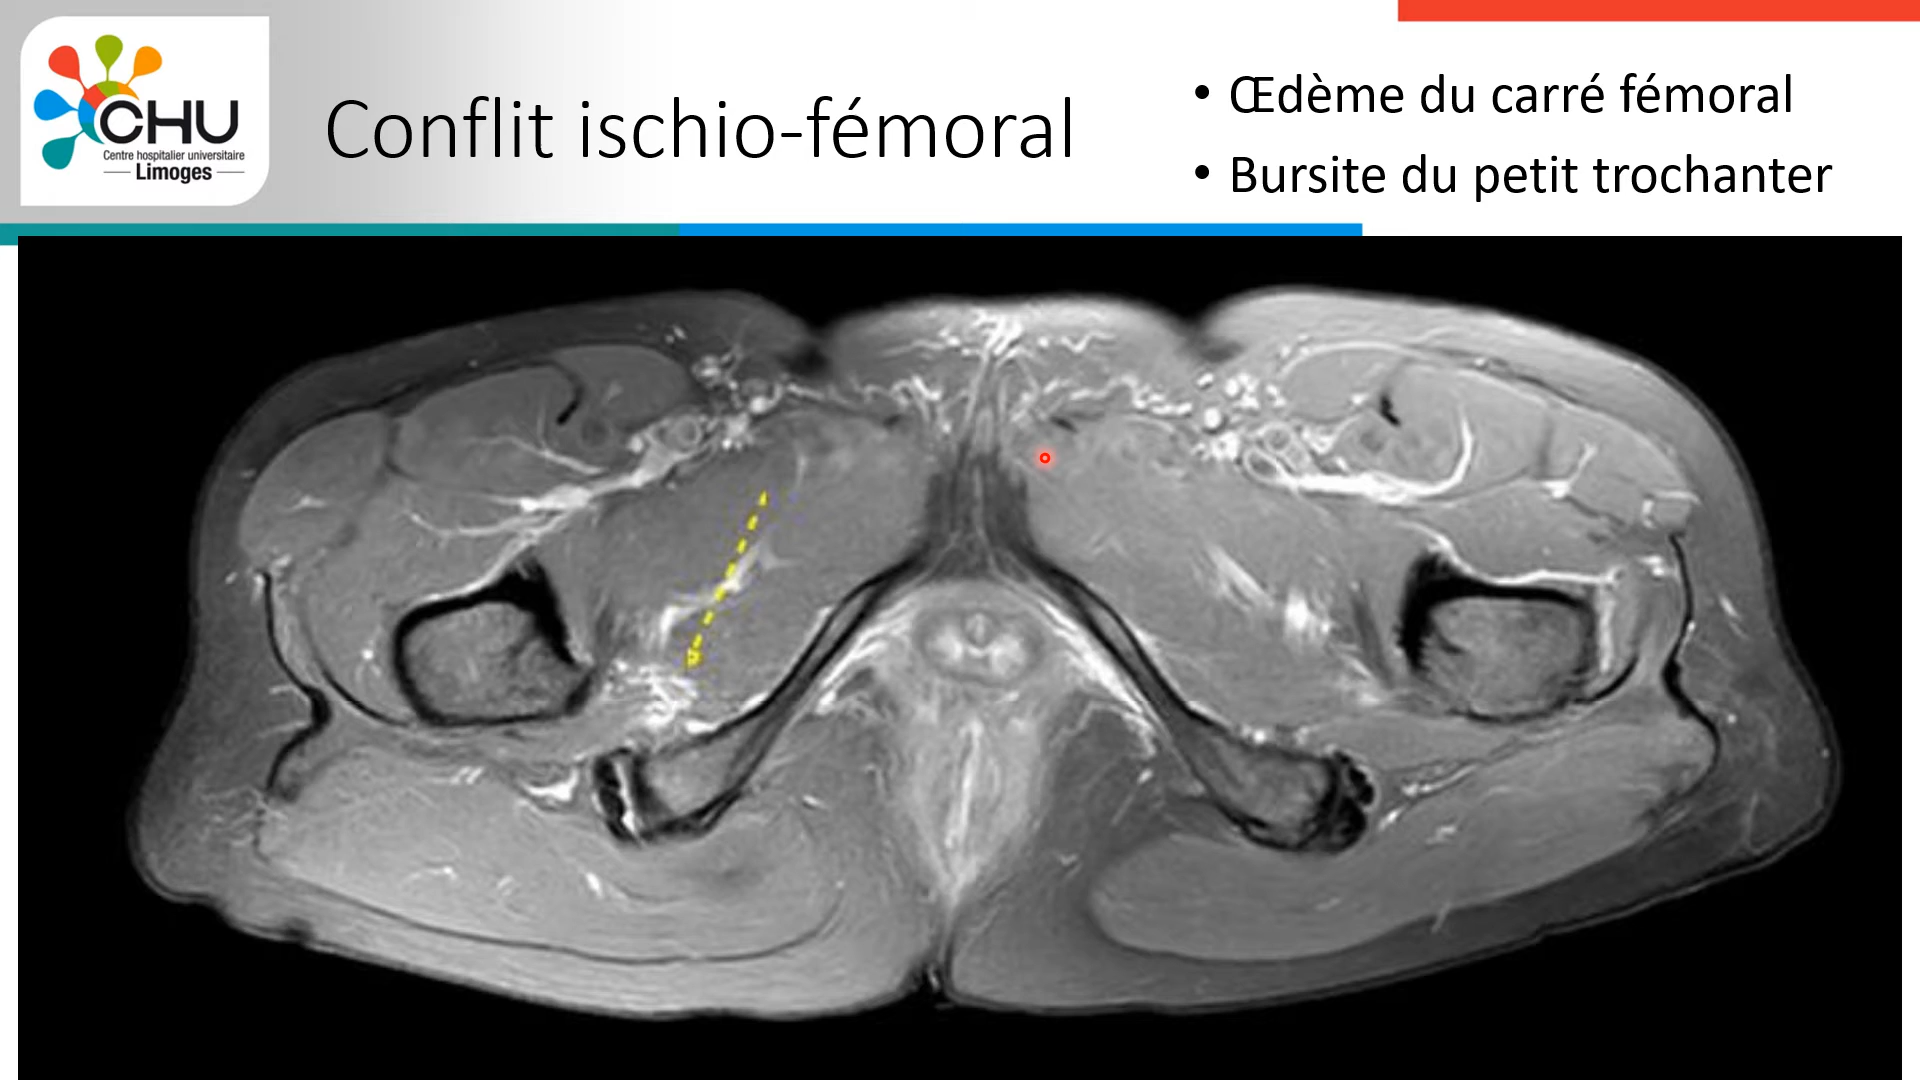 CHU
Centre hospitalier universitaire
Limoges
Conflit ischio-fémoral
• Œdème du carré fémoral
• Bursite du petit trochanter